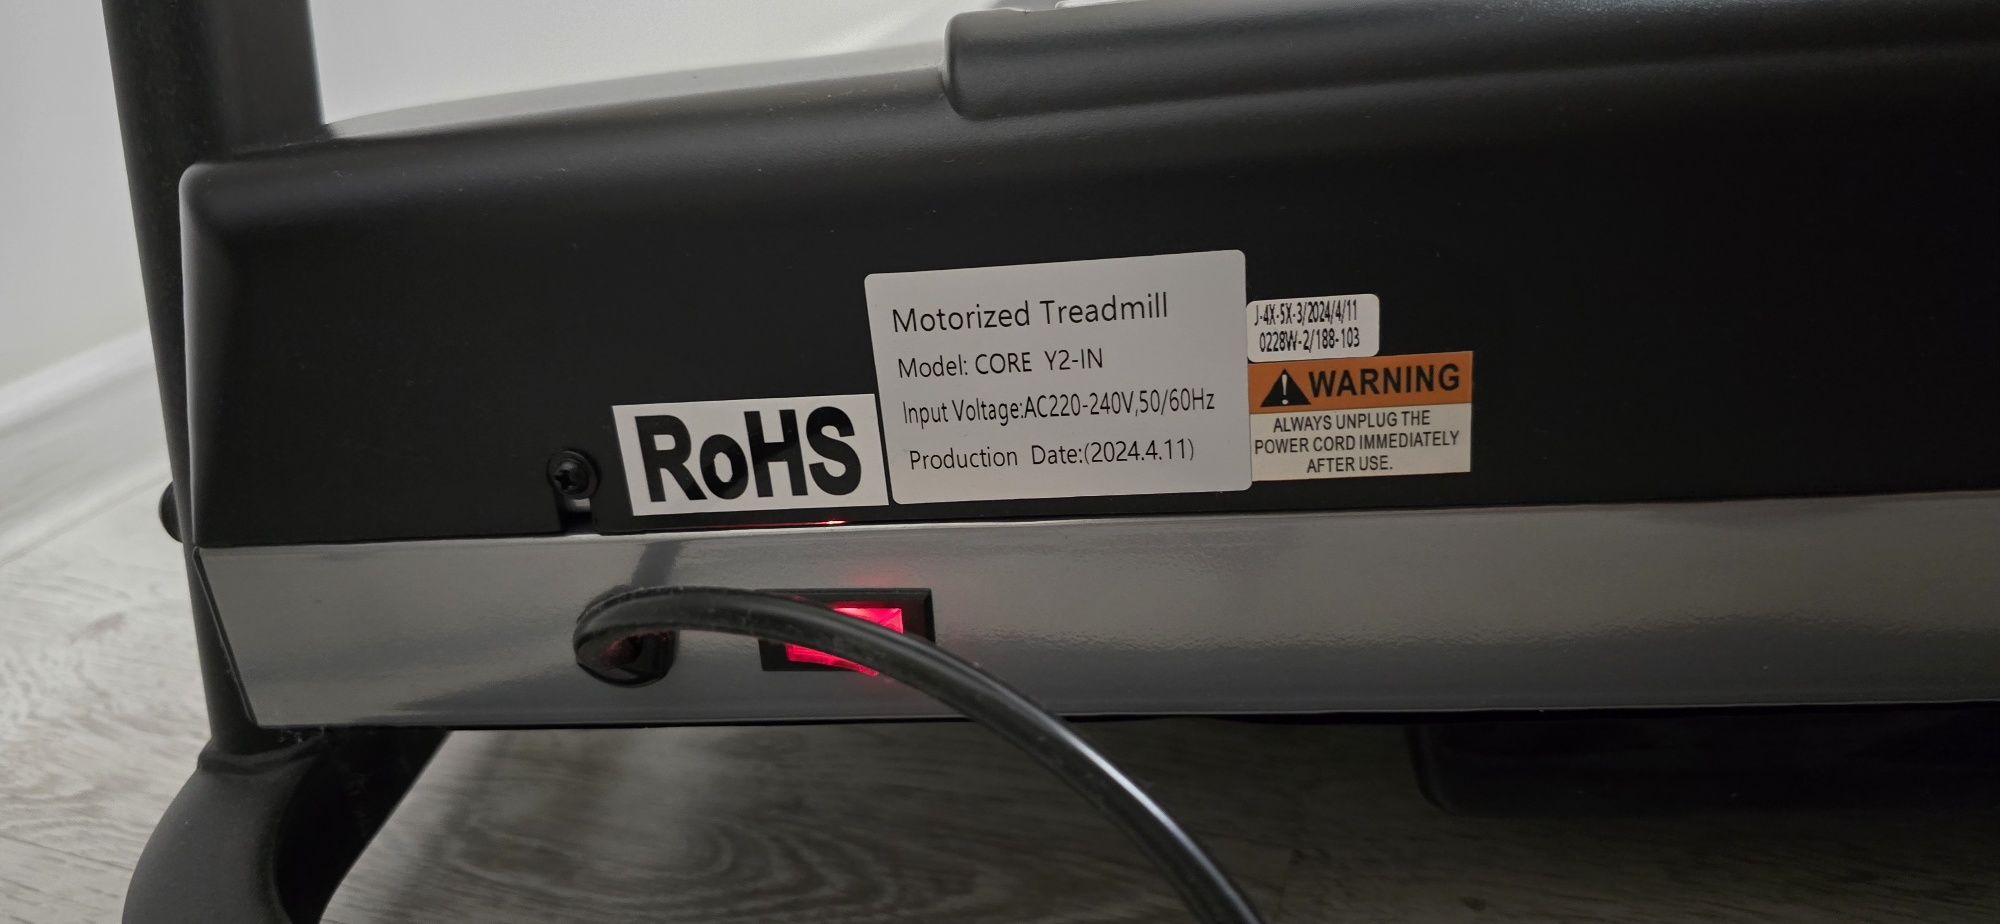 Motorized Treadmill
Model: CORE Y2-IN
Input Voltage:AC220-240V,50/60Hz
Production Date:(2024.4.11)
RoHS
J-4X-5X-3/2024/4/11
0228W-2/188-103
WARNING
ALWAYS UNPLUG THE
POWER CORD IMMEDIATELY
AFTER USE.